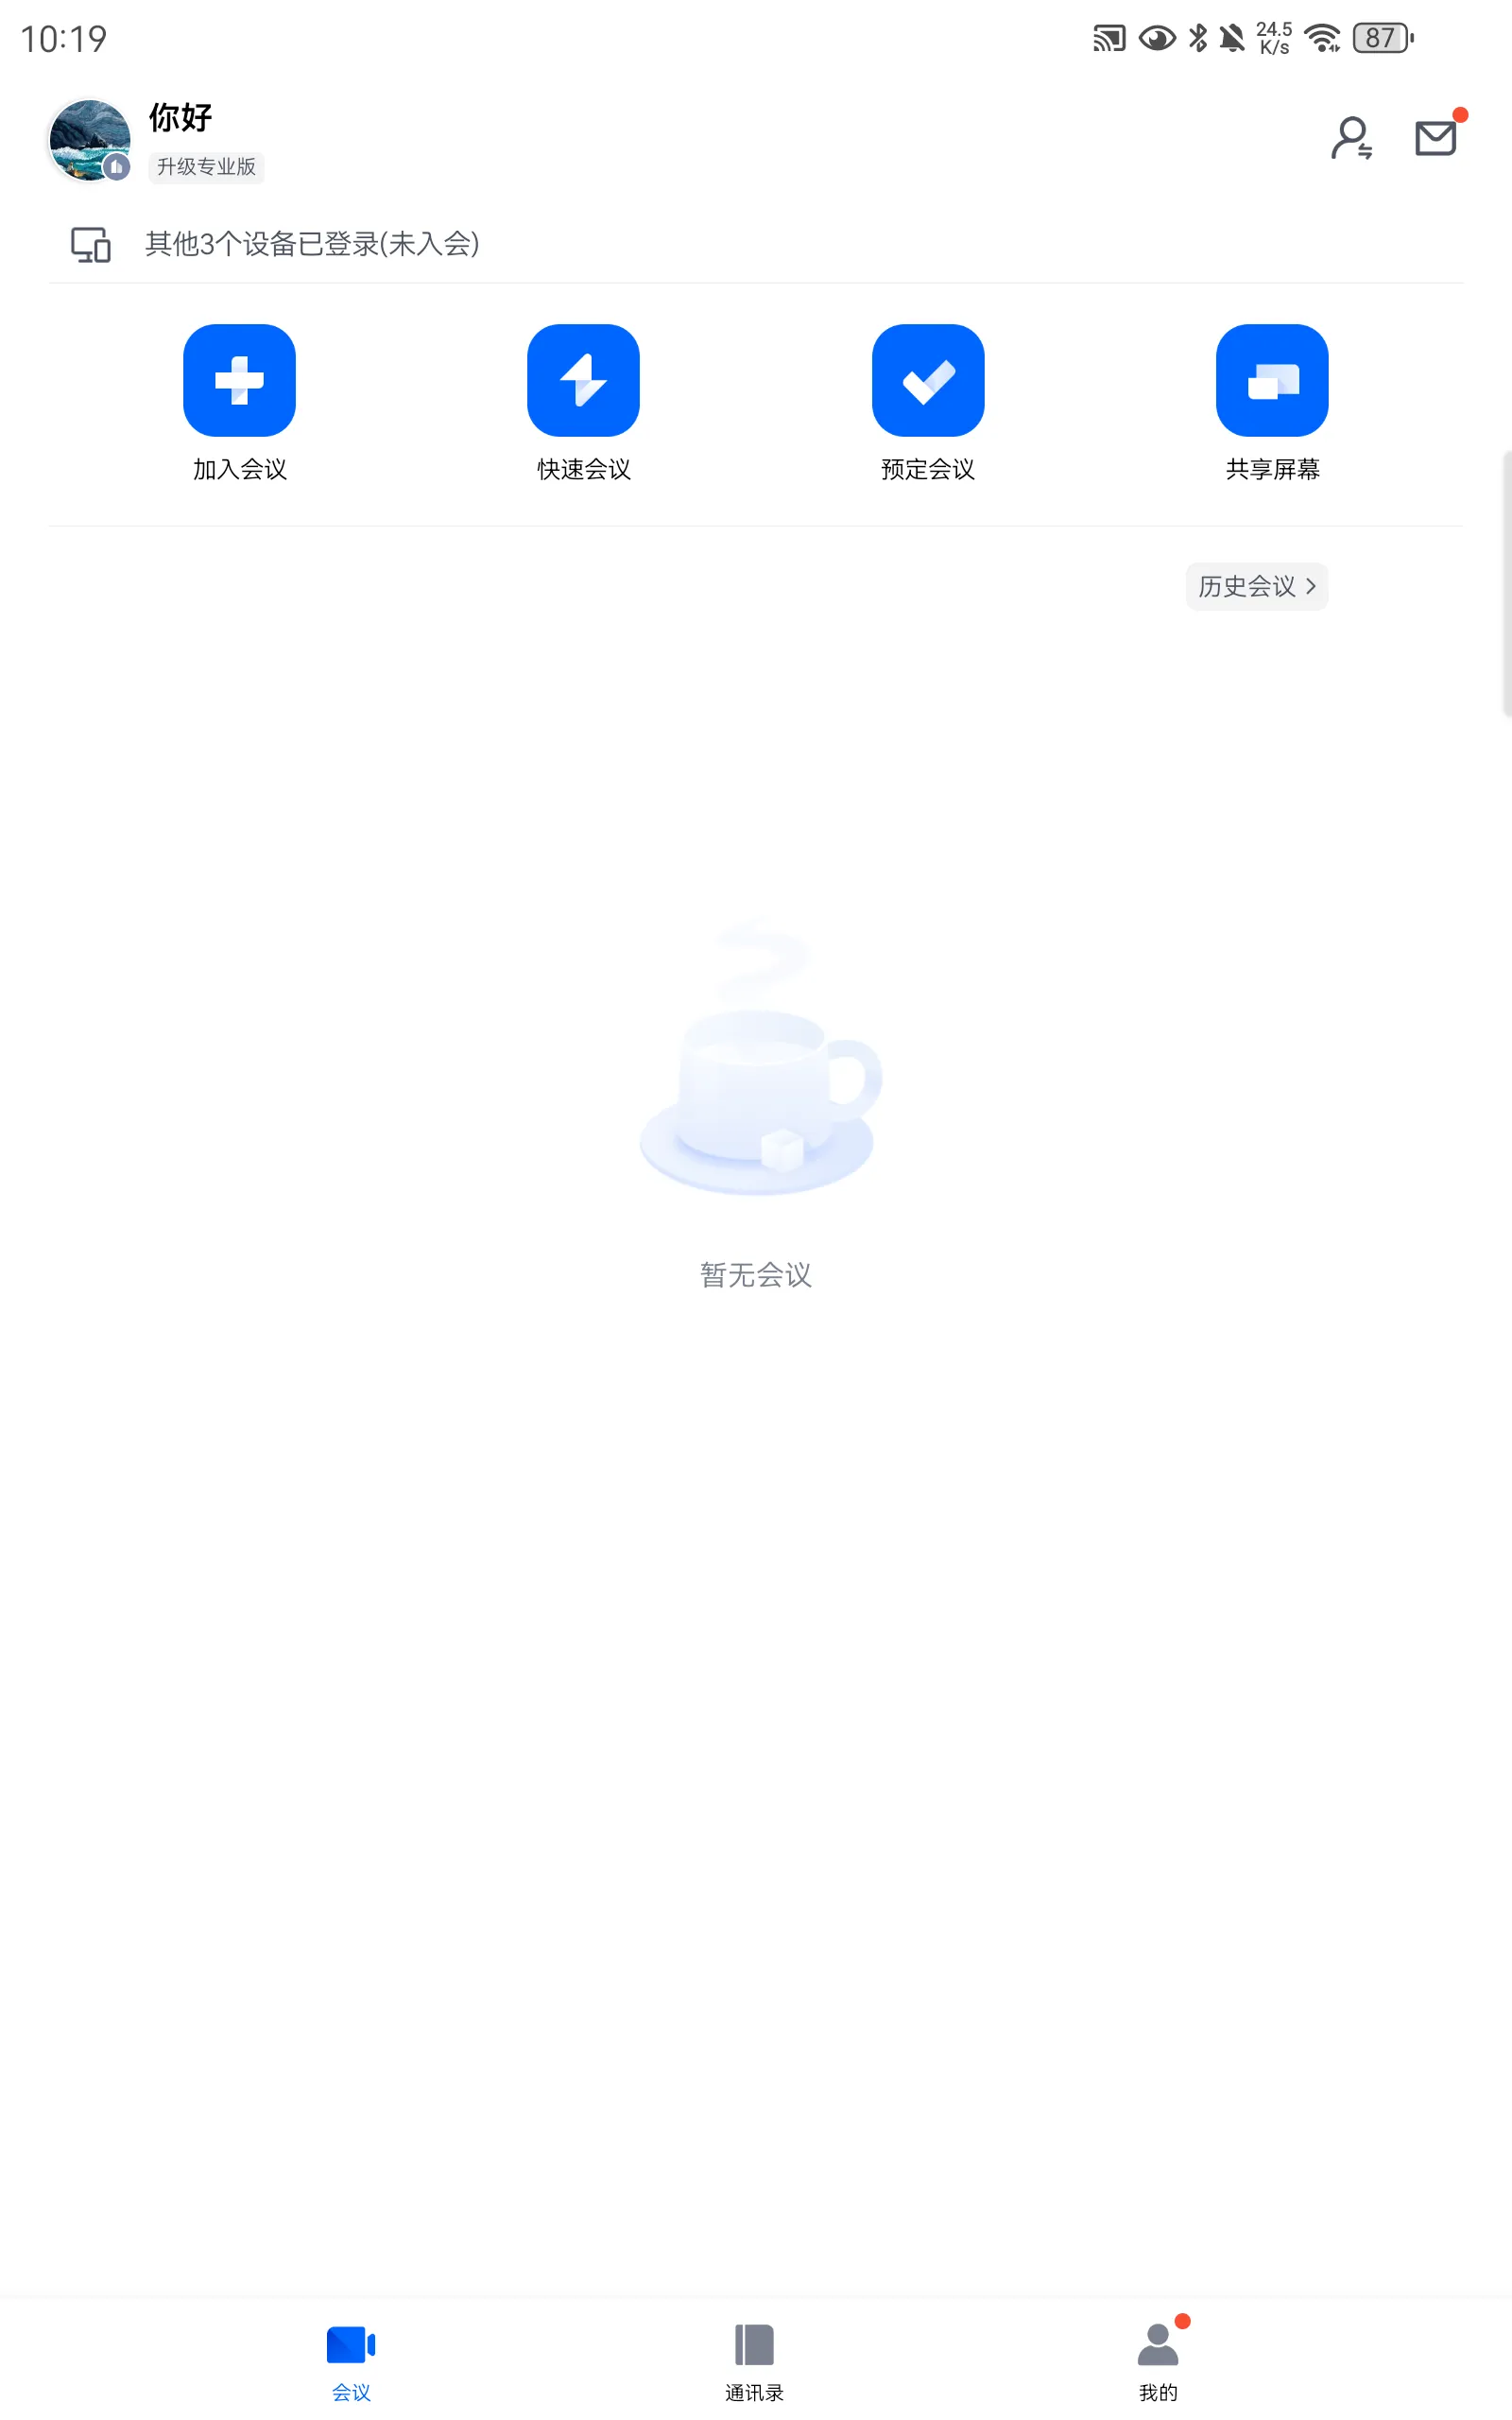 10:19
24.5
K/s
87
你好
升级专业版
其他3个设备已登录(未入会)
加入会议
快速会议
预定会议
共享屏幕
历史会议
暂无会议
会议
通讯录
我的